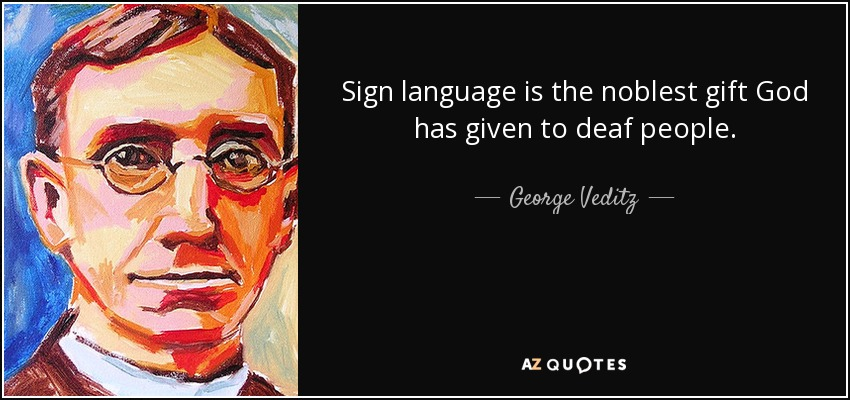 Sign language is the noblest gift God
has given to deaf people.
— George Veditz —
AZ QUOTES